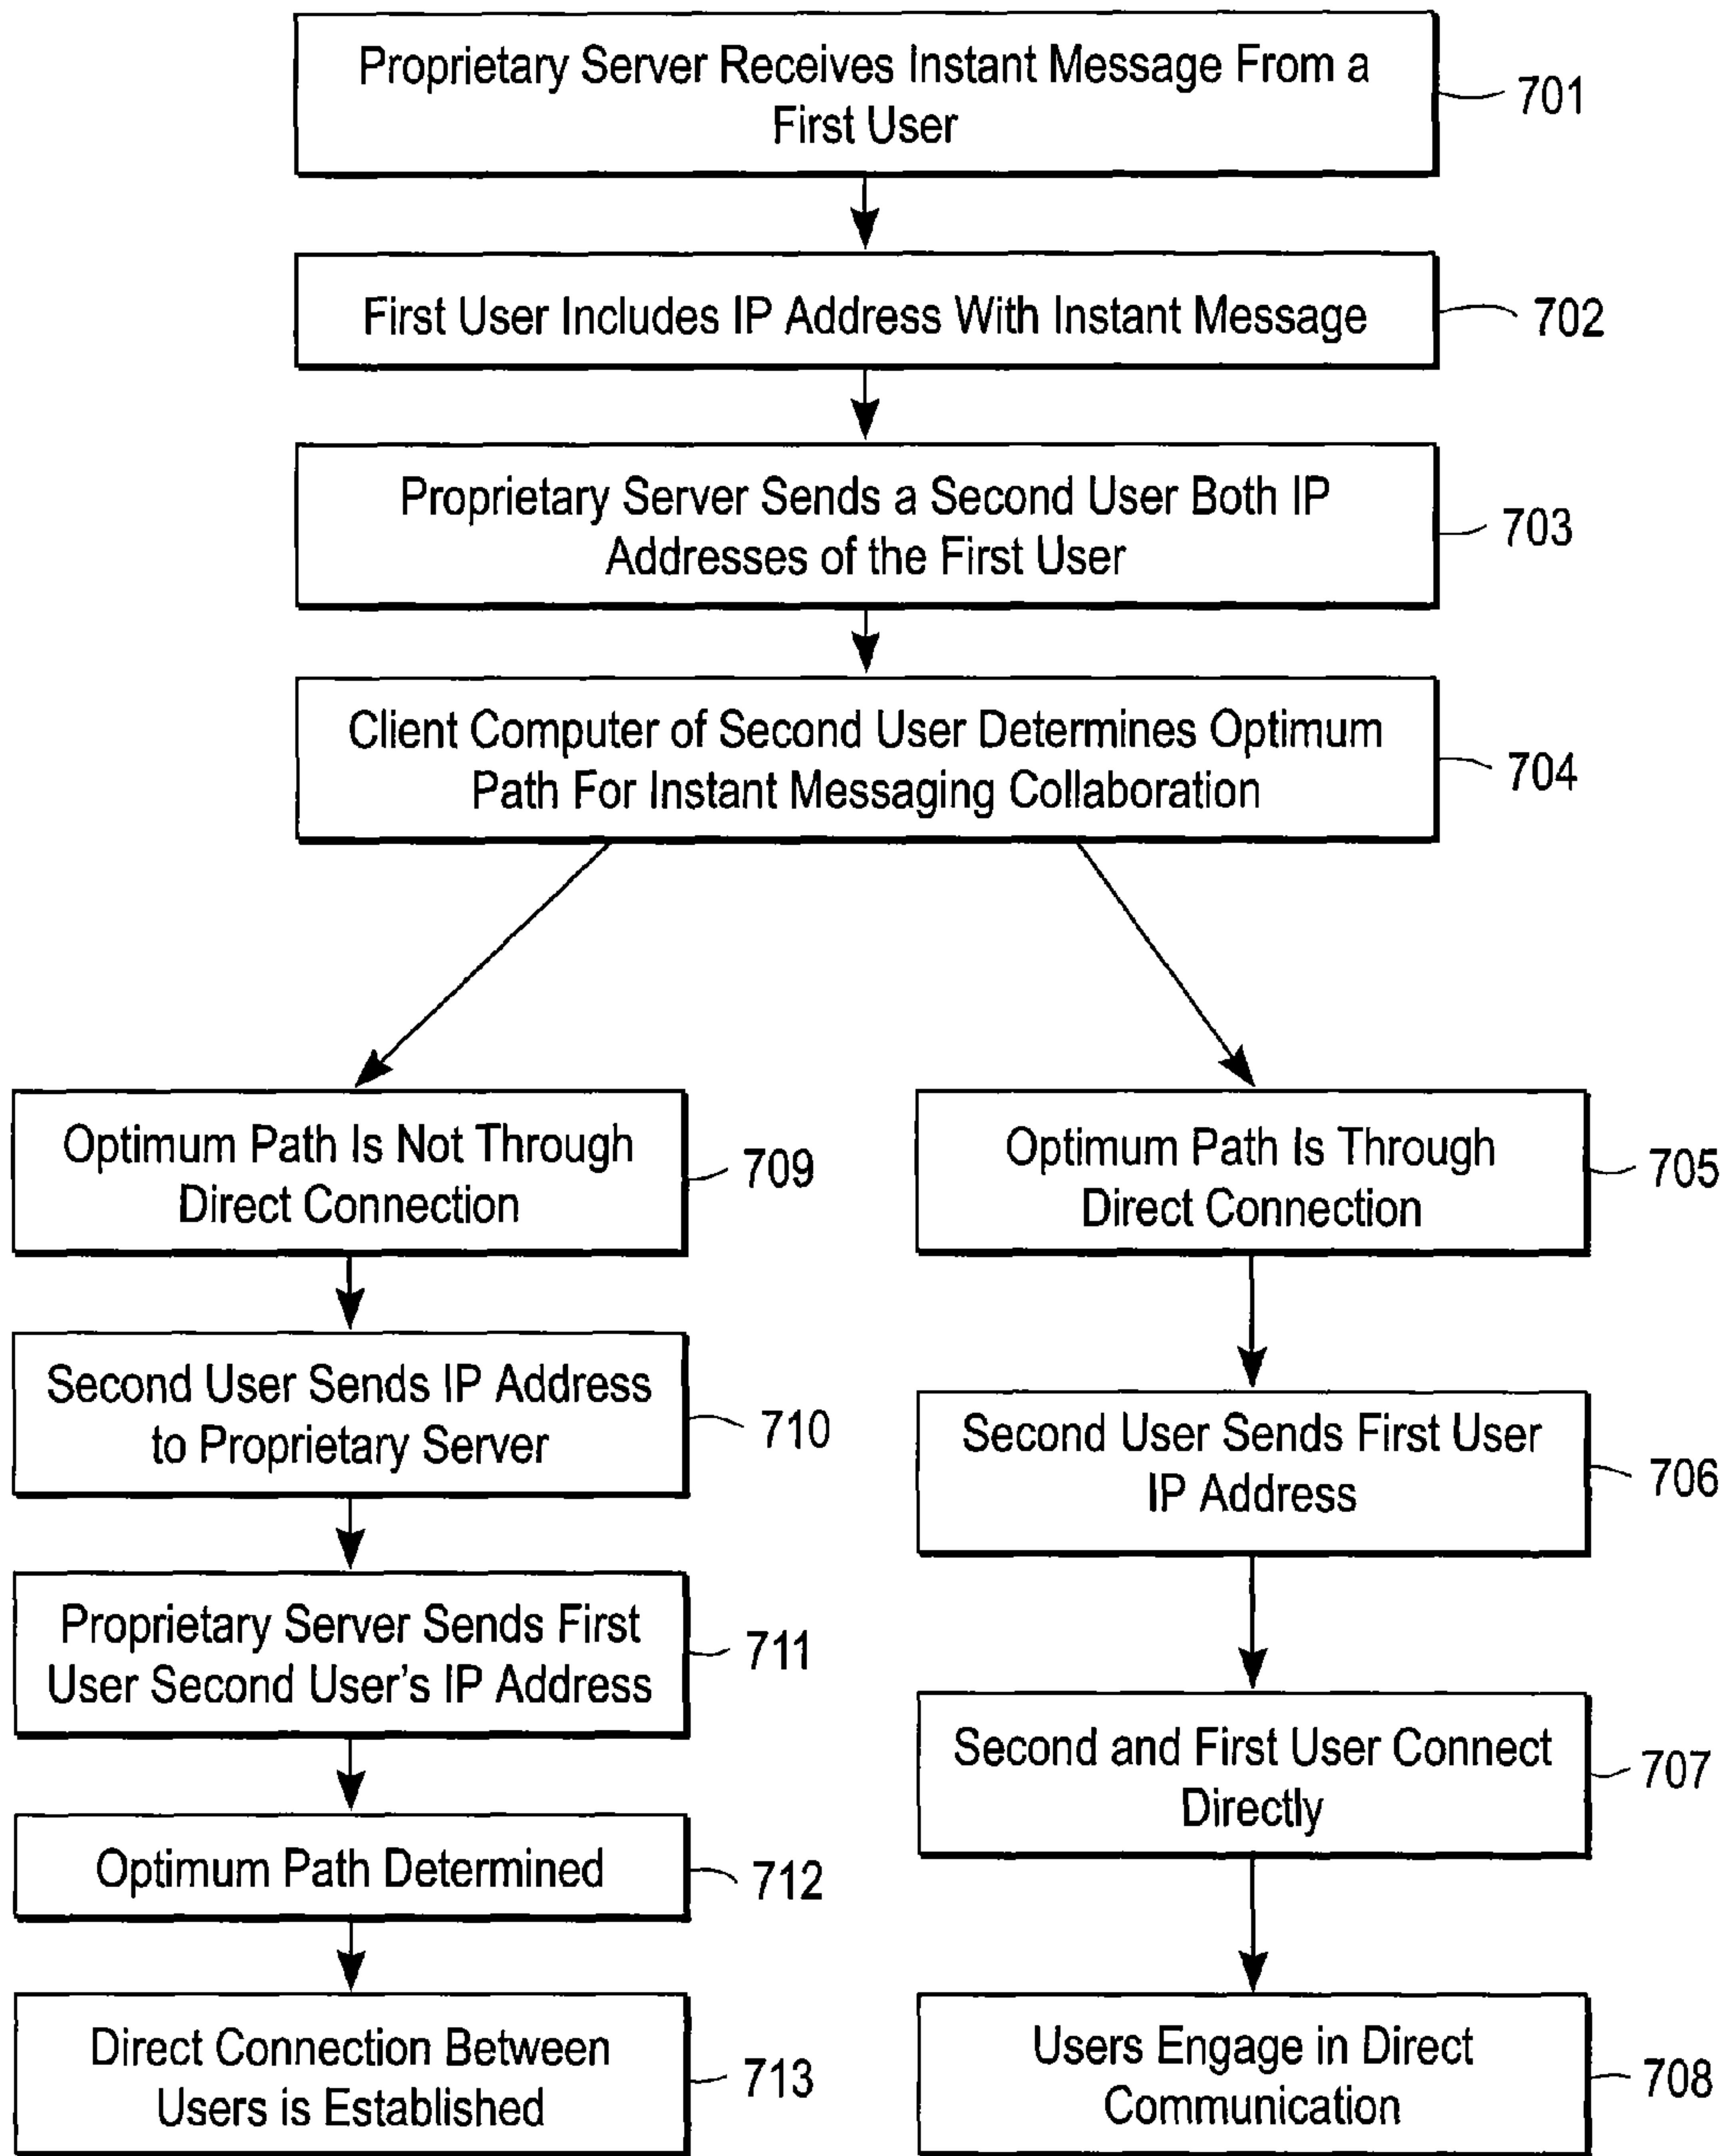 Proprietary Server Receives Instant Message From a
First User
701
First User Includes IP Address With Instant Message
702
Proprietary Server Sends a Second User Both IP
Addresses of the First User
703
Client Computer of Second User Determines Optimum
Path For Instant Messaging Collaboration
704
Optimum Path Is Not Through
Direct Connection
709
Second User Sends IP Address
to Proprietary Server
710
Proprietary Server Sends First
User Second User's IP Address
711
Optimum Path Determined
712
Direct Connection Between
Users is Established
713
Optimum Path Is Through
Direct Connection
705
Second User Sends First User
IP Address
706
Second and First User Connect
Directly
707
Users Engage in Direct
Communication
708